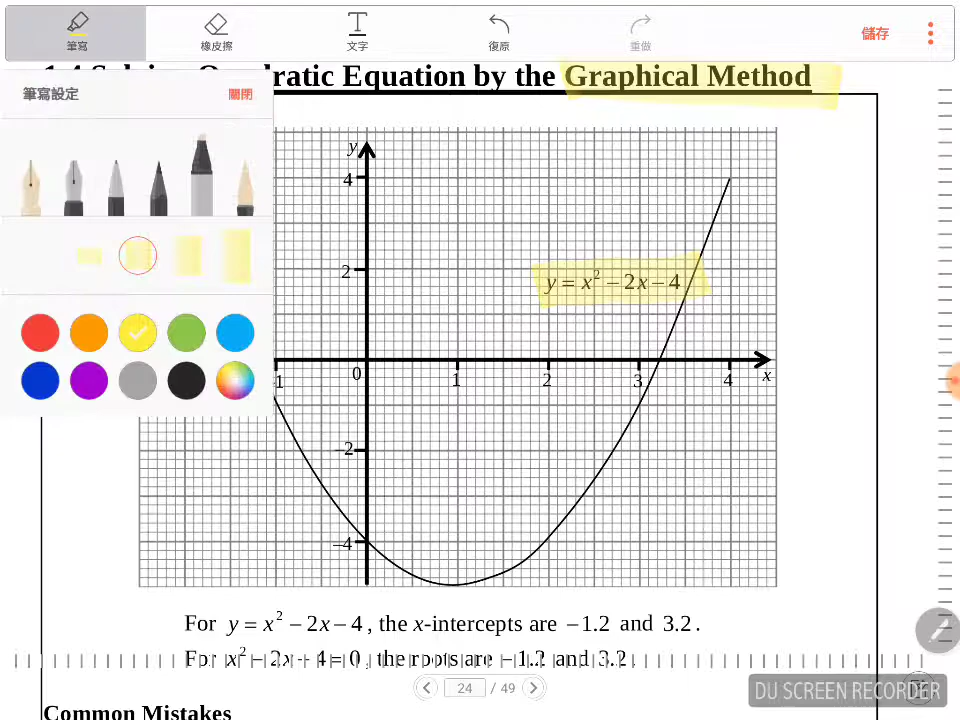 筆寫 橡皮擦 文字 復原 重做 儲存
Quadratic Equation by the Graphical Method
筆寫設定 關閉
y
4
2
y = x² − 2x − 4
−1 0 1 2 3 4 x
−2
−4
For y = x² − 2x − 4, the x-intercepts are −1.2 and 3.2.
For x² − 2x − 4 = 0, the roots are −1.2 and 3.2.
24 / 49
DU SCREEN RECORDER
Common Mistakes